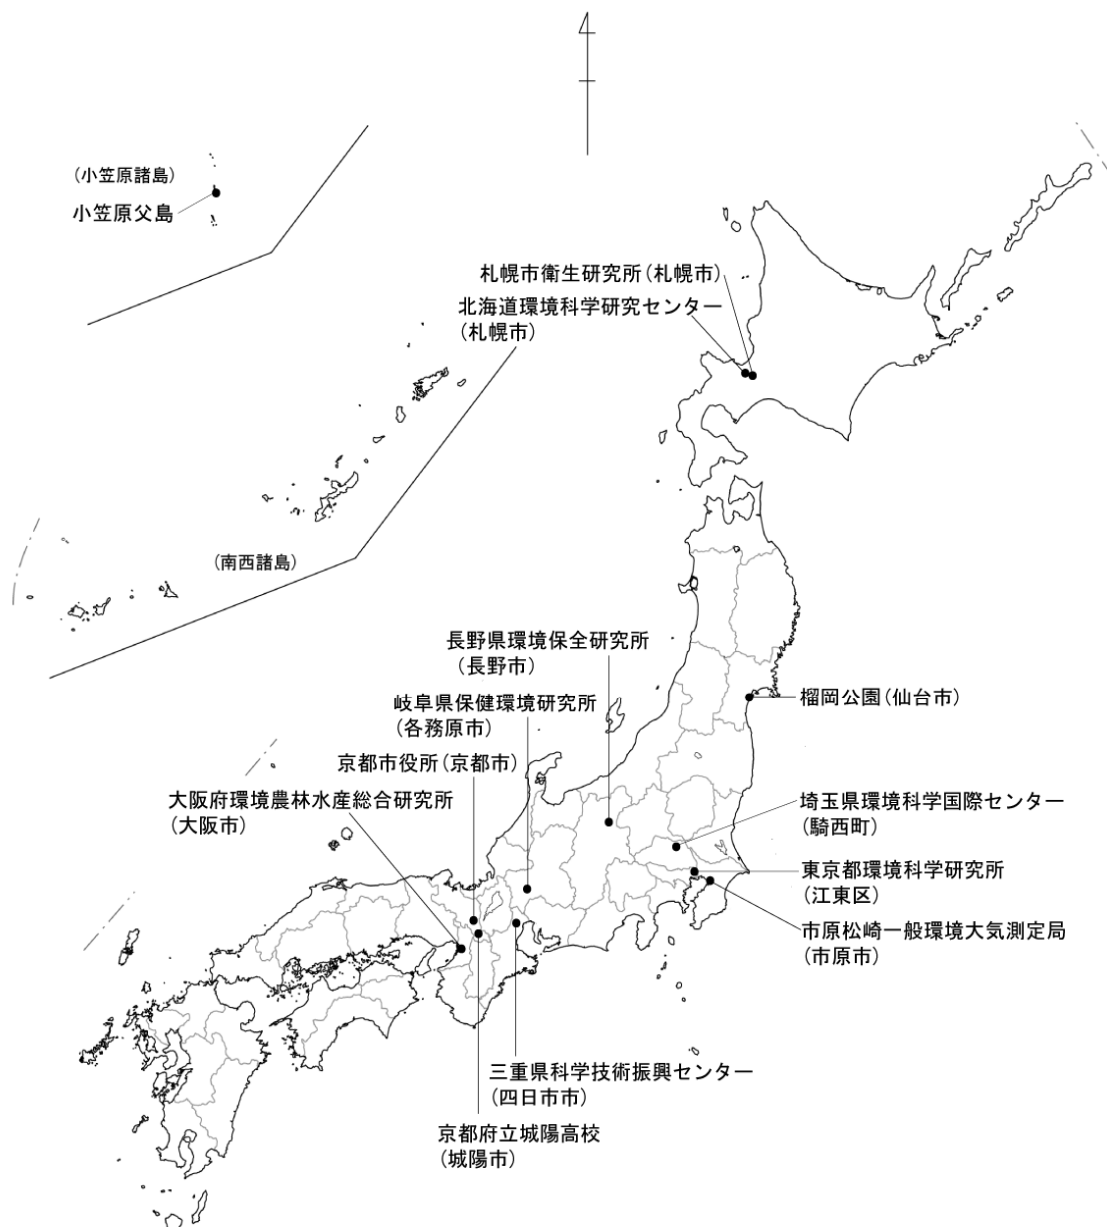 (小笠原諸島)
小笠原父島
札幌市衛生研究所(札幌市)
北海道環境科学研究センター
(札幌市)
(南西諸島)
長野県環境保全研究所
(長野市)
榴岡公園(仙台市)
岐阜県保健環境研究所
(各務原市)
京都市役所(京都市)
大阪府環境農林水産総合研究所
(大阪市)
埼玉県環境科学国際センター
(騎西町)
東京都環境科学研究所
(江東区)
市原松崎一般環境大気測定局
(市原市)
三重県科学技術振興センター
(四日市市)
京都府立城陽高校
(城陽市)